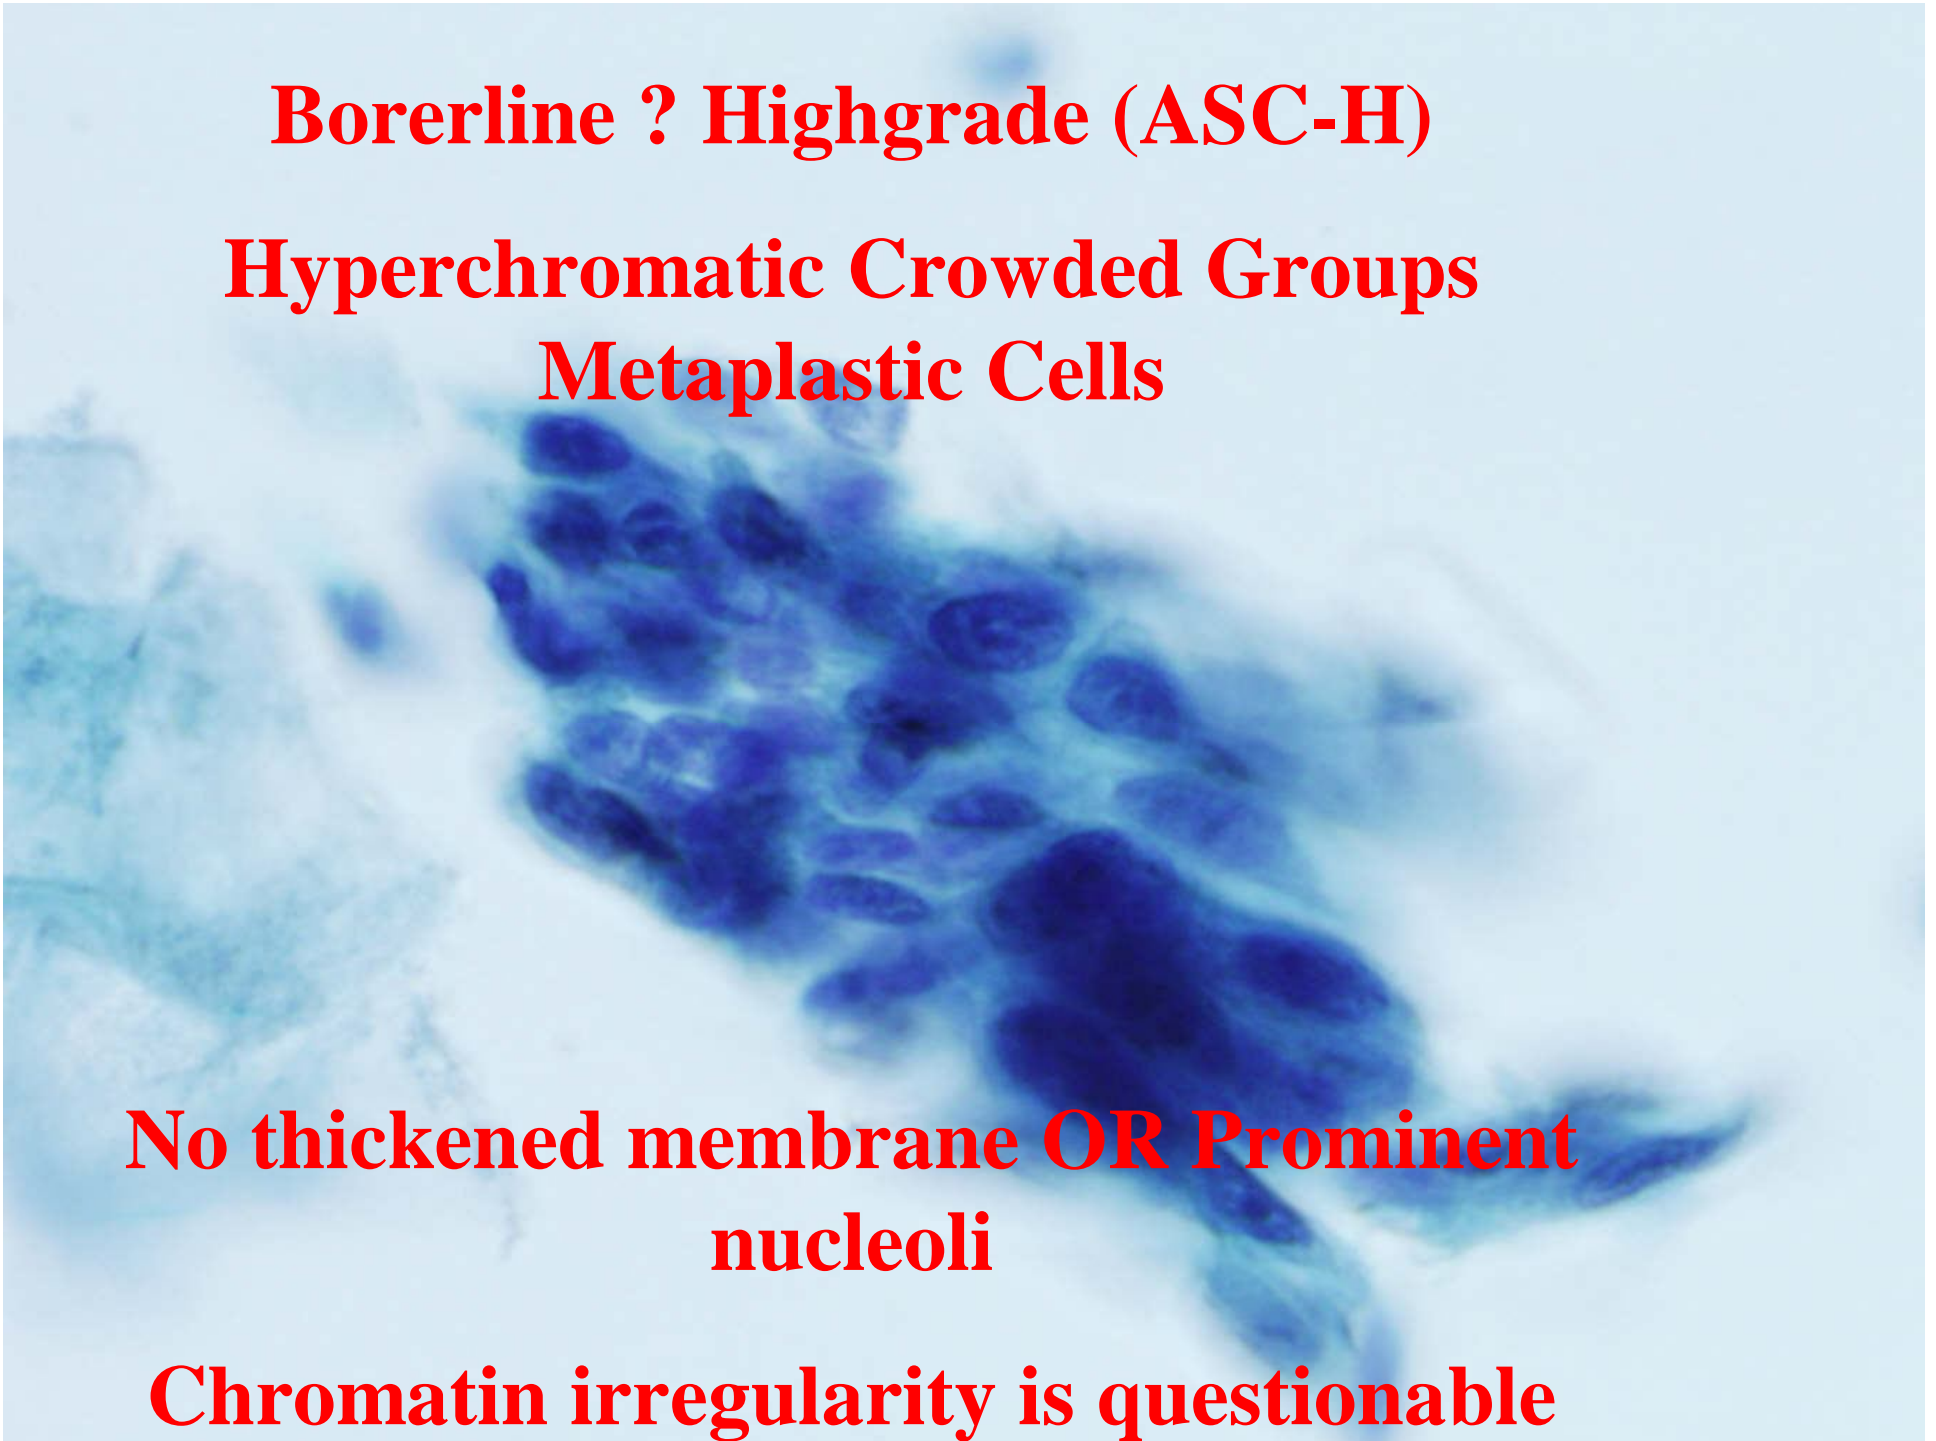 Borerline ? Highgrade (ASC-H)
Hyperchromatic Crowded Groups
Metaplastic Cells
No thickened membrane OR Prominent
nucleoli
Chromatin irregularity is questionable